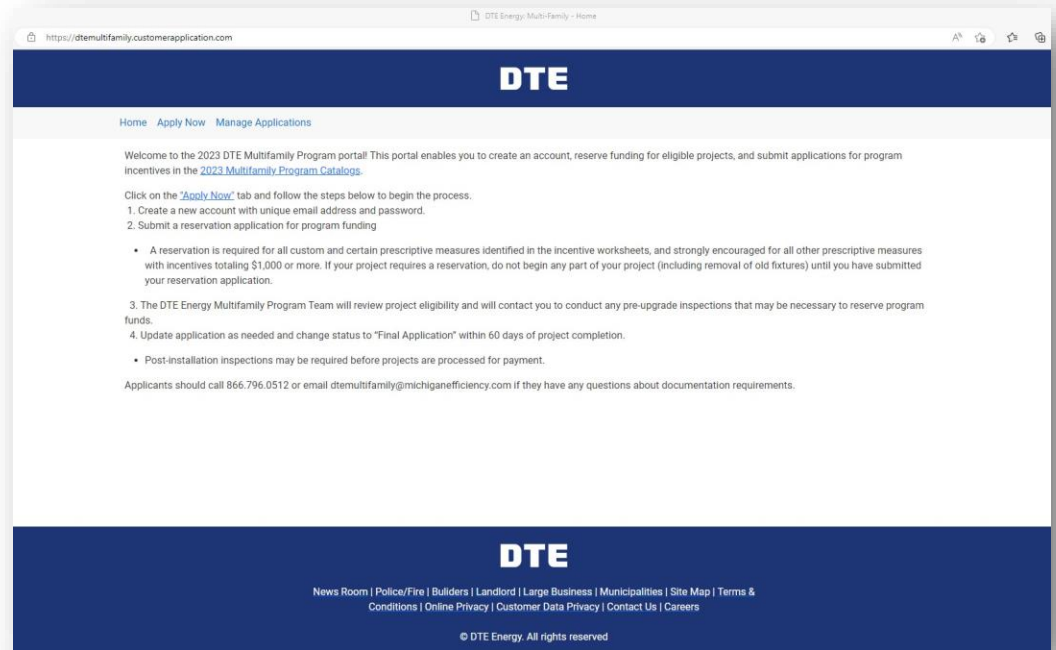 DTE Energy: Multi-Family - Home
https://dtemultifamily.customerapplication.com
DTE
Home Apply Now Manage Applications
Welcome to the 2023 DTE Multifamily Program portal! This portal enables you to create an account, reserve funding for eligible projects, and submit applications for program
incentives in the 2023 Multifamily Program Catalogs.
Click on the "Apply Now" tab and follow the steps below to begin the process.
1. Create a new account with unique email address and password.
2. Submit a reservation application for program funding
• A reservation is required for all custom and certain prescriptive measures identified in the incentive worksheets, and strongly encouraged for all other prescriptive measures
with incentives totaling $1,000 or more. If your project requires a reservation, do not begin any part of your project (including removal of old fixtures) until you have submitted
your reservation application.
3. The DTE Energy Multifamily Program Team will review project eligibility and will contact you to conduct any pre-upgrade inspections that may be necessary to reserve program
funds.
4. Update application as needed and change status to "Final Application" within 60 days of project completion.
• Post-installation inspections may be required before projects are processed for payment.
Applicants should call 866.796.0512 or email dtemultifamily@michiganefficiency.com if they have any questions about documentation requirements.
DTE
News Room | Police/Fire | Buliders | Landlord | Large Business | Municipalities | Site Map | Terms &
Conditions | Online Privacy | Customer Data Privacy | Contact Us | Careers
© DTE Energy. All rights reserved